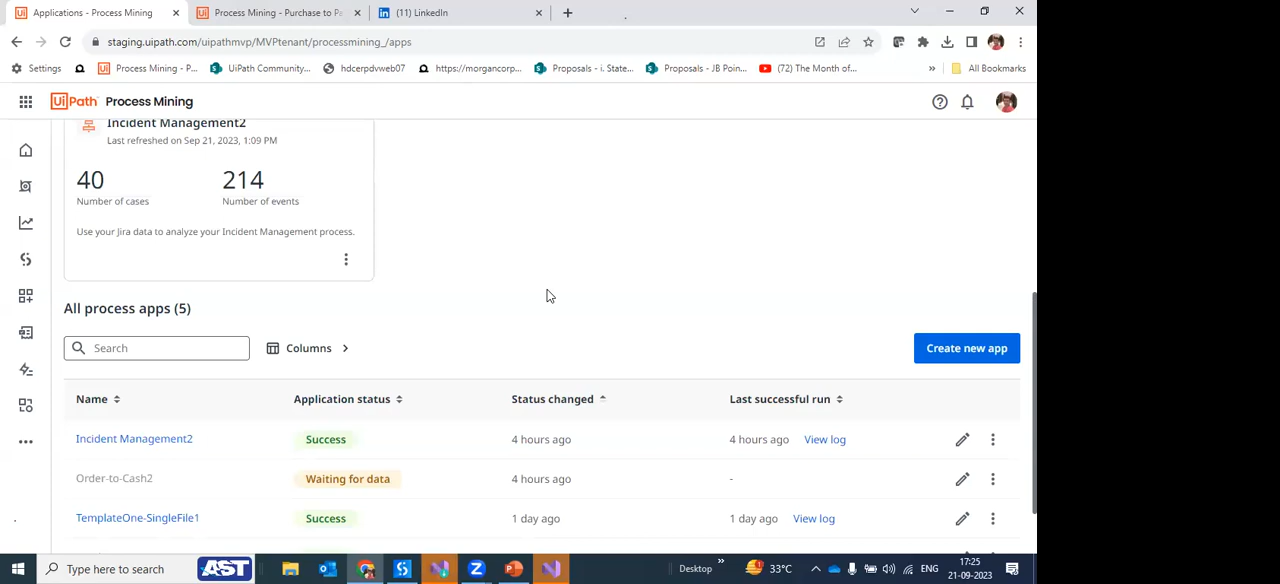 Applications - Process Mining
Process Mining - Purchase to Pa
(11) LinkedIn
staging.uipath.com/uipathmvp/MVPtenant/processmining_/apps
Settings
Process Mining - P...
UiPath Community...
hdcerpdvweb07
https://morgancorp...
Proposals - i. State...
Proposals - JB Poin...
(72) The Month of...
»
All Bookmarks
UiPath Process Mining
Incident Management2
Last refreshed on Sep 21, 2023, 1:09 PM
40 214
Number of cases Number of events
Use your Jira data to analyze your Incident Management process.
All process apps (5)
Search Columns Create new app
Name Application status Status changed Last successful run
Incident Management2 Success 4 hours ago 4 hours ago View log
Order-to-Cash2 Waiting for data 4 hours ago -
TemplateOne-SingleFile1 Success 1 day ago 1 day ago View log
Type here to search AST Desktop » 33°C ENG 17:25
21-09-2023